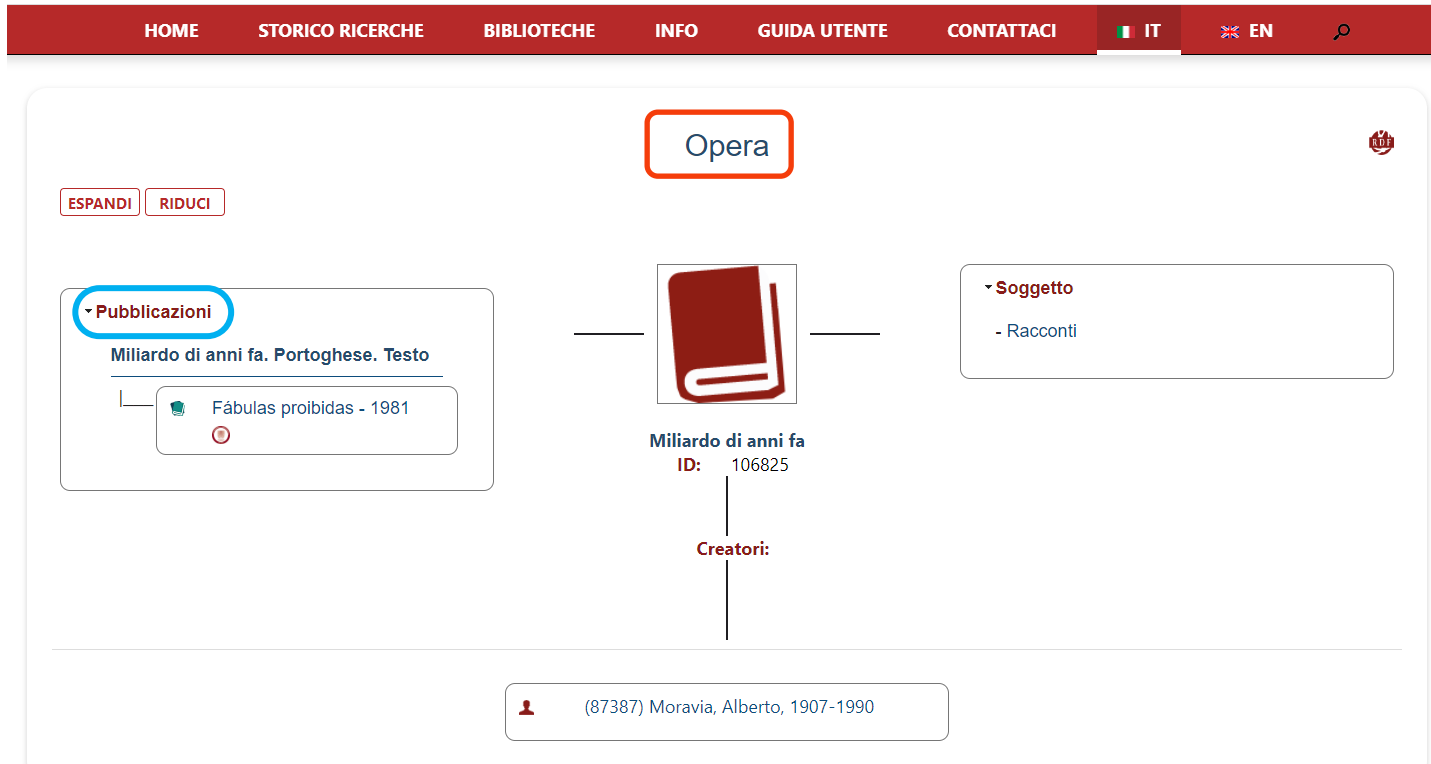 HOME STORICO RICERCHE BIBLIOTECHE INFO GUIDA UTENTE CONTATTACI IT EN
Opera
RDF
ESPANDI RIDUCI
Pubblicazioni
Miliardo di anni fa. Portoghese. Testo
Fábulas proibidas - 1981
Miliardo di anni fa
ID: 106825
Creatori:
Soggetto
- Racconti
(87387) Moravia, Alberto, 1907-1990